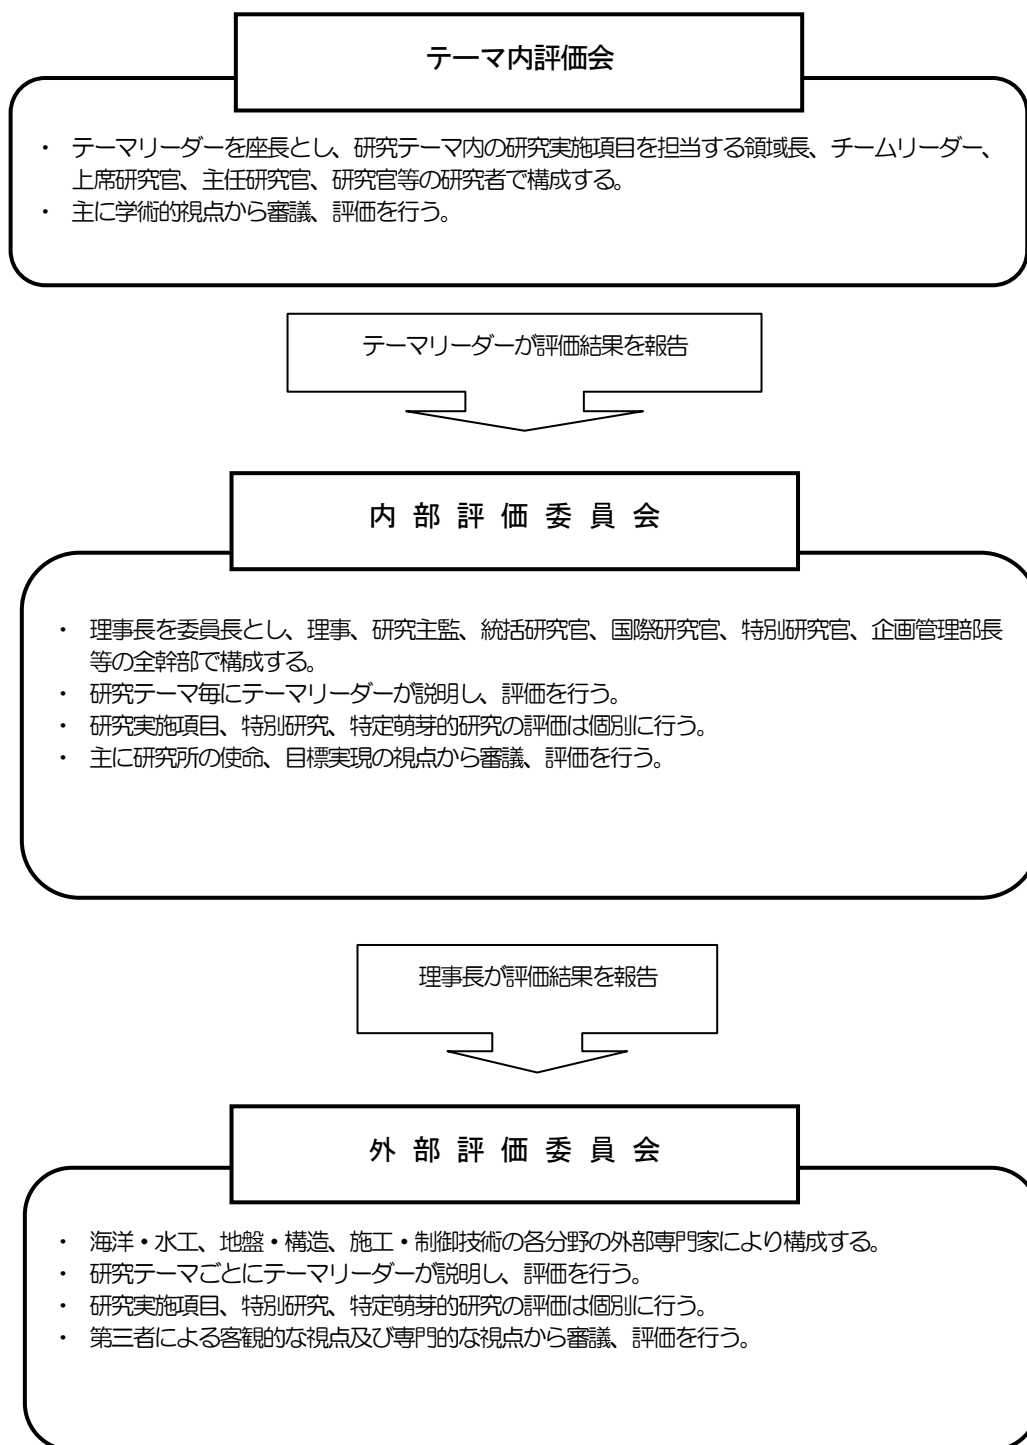 テーマ内評価会
・ テーマリーダーを座長とし、研究テーマ内の研究実施項目を担当する領域長、チームリーダー、
上席研究官、主任研究官、研究官等の研究者で構成する。
・ 主に学術的視点から審議、評価を行う。
テーマリーダーが評価結果を報告
内 部 評 価 委 員 会
・ 理事長を委員長とし、理事、研究主監、統括研究官、国際研究官、特別研究官、企画管理部長
等の全幹部で構成する。
・ 研究テーマ毎にテーマリーダーが説明し、評価を行う。
・ 研究実施項目、特別研究、特定萌芽的研究の評価は個別に行う。
・ 主に研究所の使命、目標実現の視点から審議、評価を行う。
理事長が評価結果を報告
外 部 評 価 委 員 会
・ 海洋・水工、地盤・構造、施工・制御技術の各分野の外部専門家により構成する。
・ 研究テーマごとにテーマリーダーが説明し、評価を行う。
・ 研究実施項目、特別研究、特定萌芽的研究の評価は個別に行う。
・ 第三者による客観的な視点及び専門的な視点から審議、評価を行う。